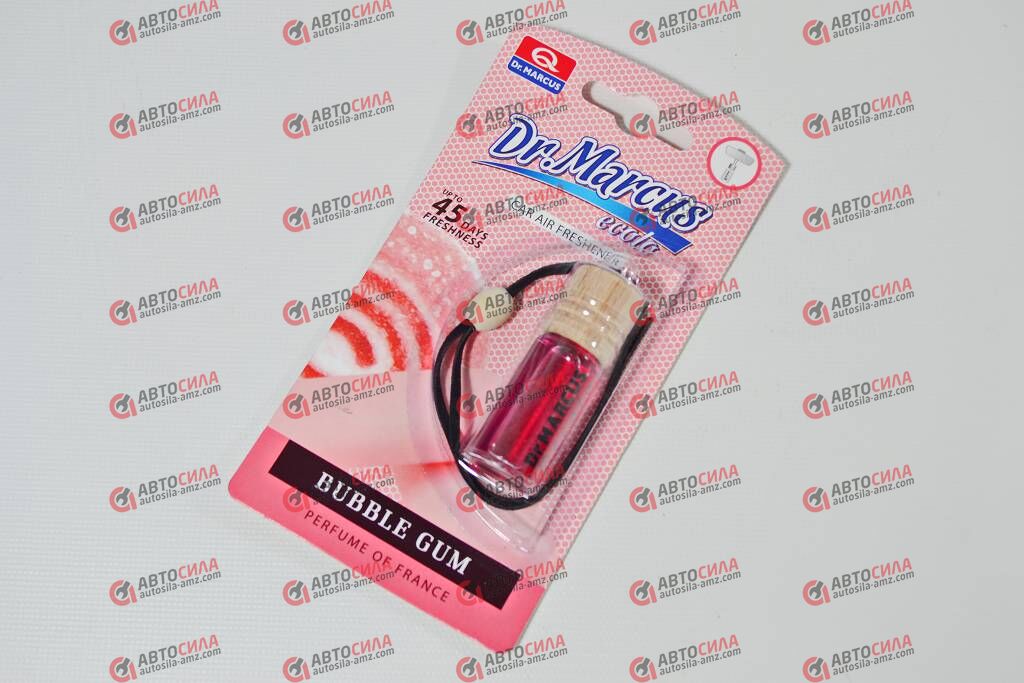 Dr. MARCUS
Dr.Marcus
ecolo
CAR AIR FRESHENER
UP TO
45 DAYS
FRESHNESS
Dr.MARCUS
BUBBLE GUM
PERFUME OF FRANCE
АВТОСИЛА
autosila-amz.com